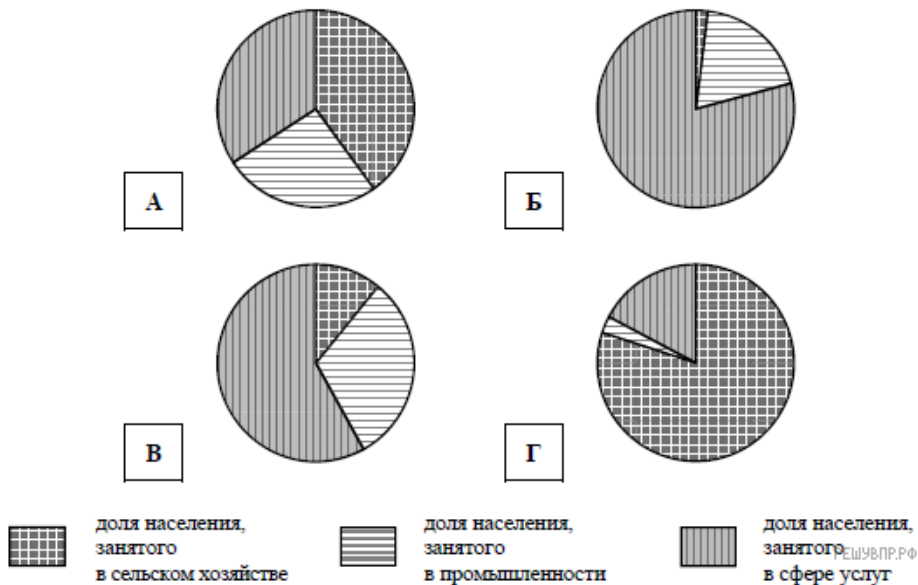 А
Б
В
Г
доля населения,
занятого
в сельском хозяйстве
доля населения,
занятого
в промышленности
доля населения,
занятого
в сфере услуг
РЕШУВПР.РФ